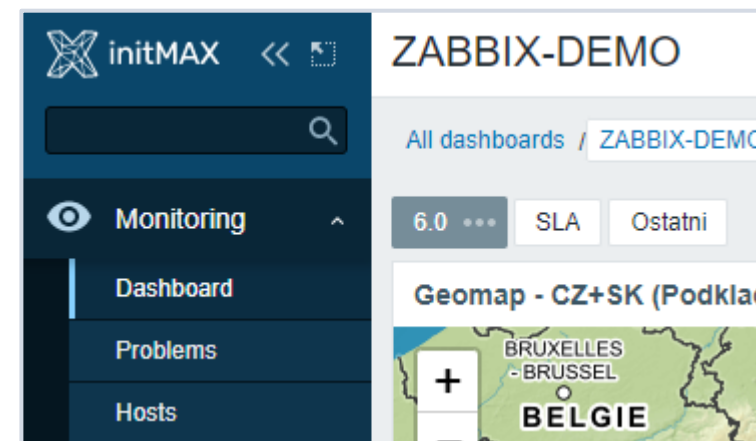 initMAX
ZABBIX-DEMO
All dashboards / ZABBIX-DEMO
Monitoring
6.0 ••• SLA Ostatni
Dashboard
Geomap - CZ+SK (Podklad
Problems
BRUXELLES
- BRUSSEL
+
Hosts
BELGIE